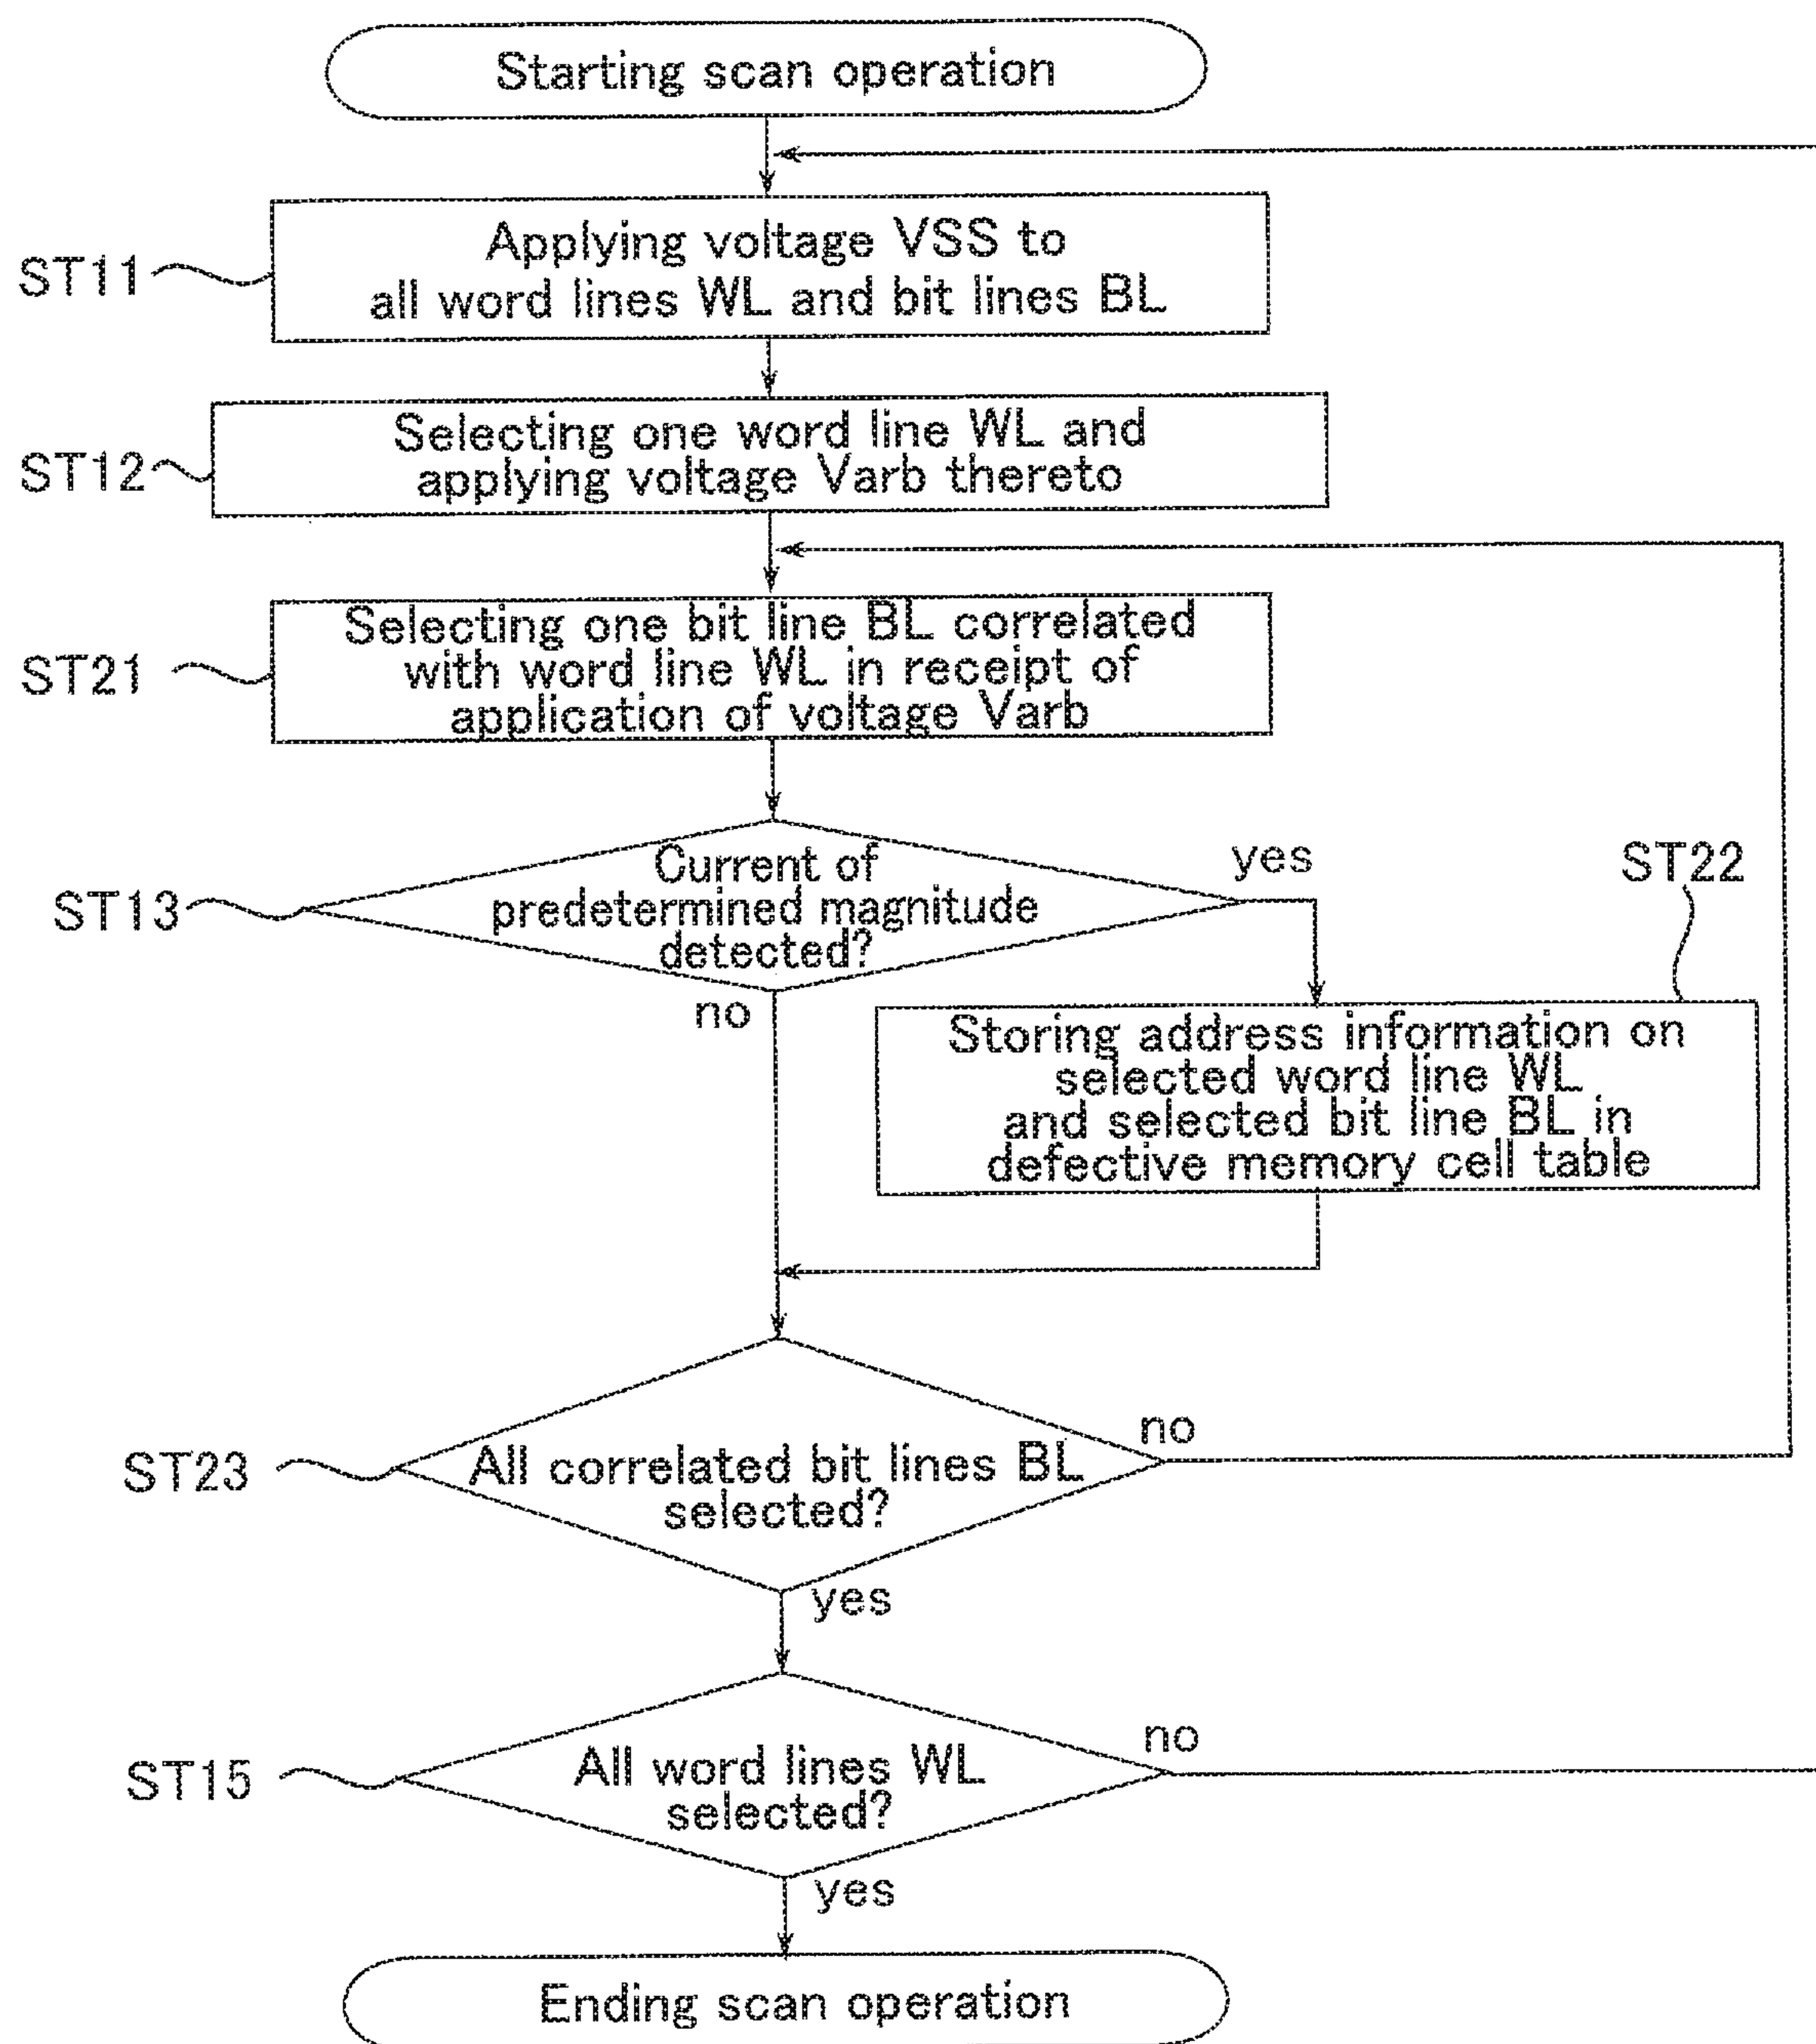 Starting scan operation
ST11
Applying voltage VSS to
all word lines WL and bit lines BL
ST12
Selecting one word line WL and
applying voltage Varb thereto
ST21
Selecting one bit line BL correlated
with word line WL in receipt of
application of voltage Varb
ST13
Current of
predetermined magnitude
detected?
yes
no
ST22
Storing address information on
selected word line WL
and selected bit line BL in
defective memory cell table
ST23
All correlated bit lines BL
selected?
no
yes
ST15
All word lines WL
selected?
no
yes
Ending scan operation